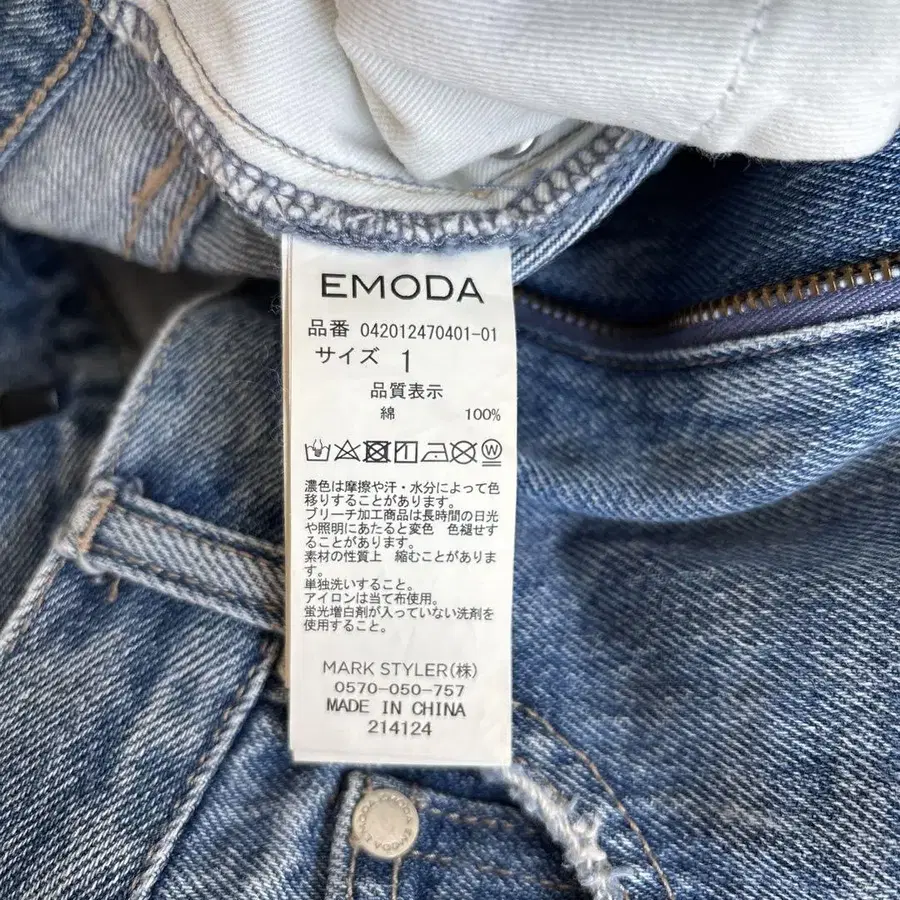 EMODA
品番 042012470401-01
サイズ 1
品質表示
綿 100%
W
濃色は摩擦や汗・水分によって色
移りすることがあります。
ブリーチ加工商品は長時間の日光
や照明にあたると変色 色褪せす
ることがあります。
素材の性質上 縮むことがありま
す。
単独洗いすること。
アイロンは当て布使用。
蛍光増白剤が入っていない洗剤を
使用すること。
MARK STYLER(株)
0570-050-757
MADE IN CHINA
214124
EMODA